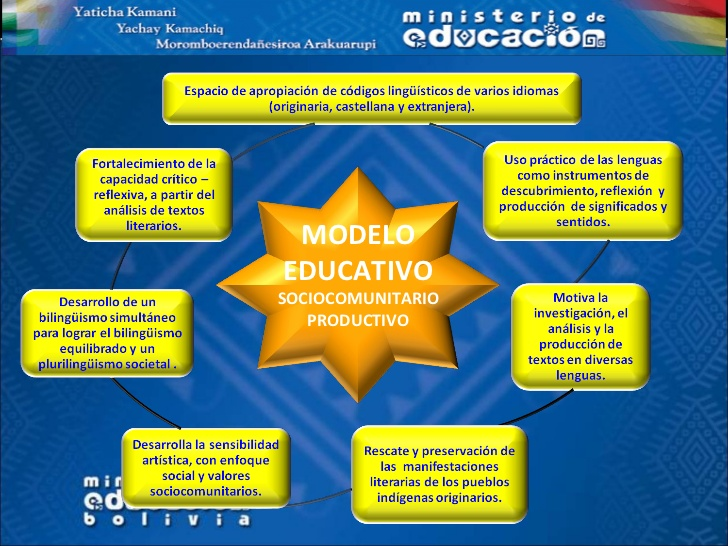 Yaticha Kamani
Yachay Kamachiq
Moromboerendañesiroa Arakuarupi
ministerio de
educación
Espacio de apropiación de códigos lingüísticos de varios idiomas
(originaria, castellana y extranjera).
Fortalecimiento de la
capacidad crítico –
reflexiva, a partir del
análisis de textos
literarios.
Uso práctico de las lenguas
como instrumentos de
descubrimiento, reflexión y
producción de significados y
sentidos.
MODELO
EDUCATIVO
SOCIOCOMUNITARIO
PRODUCTIVO
Desarrollo de un
bilingüismo simultáneo
para lograr el bilingüismo
equilibrado y un
plurilingüismo societal .
Motiva la
investigación, el
análisis y la
producción de
textos en diversas
lenguas.
Desarrolla la sensibilidad
artística, con enfoque
social y valores
sociocomunitarios.
Rescate y preservación de
las manifestaciones
literarias de los pueblos
indígenas originarios.
bolivia